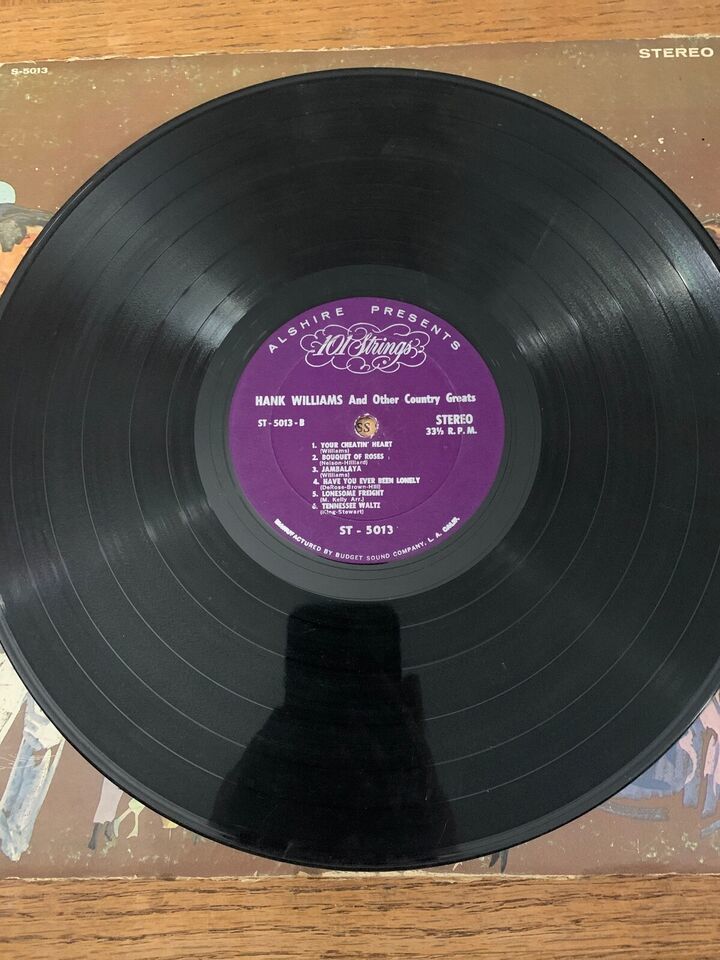 S-5013
STEREO
ALSHIRE PRESENTS
101 Strings
HANK WILLIAMS And Other Country Greats
ST - 5013 - B
STEREO
33⅓ R. P. M.
SS
1. YOUR CHEATIN' HEART
(Williams)
2. BOUQUET OF ROSES
(Nelson-Hilliard)
3. JAMBALAYA
(Williams)
4. HAVE YOU EVER BEEN LONELY
(DeRose-Brown-Hill)
5. LONESOME FREIGHT
(M. Kelly Arr.)
6. TENNESSEE WALTZ
(King-Stewart)
ST - 5013
MANUFACTURED BY BUDGET SOUND COMPANY, L. A. CALIF.